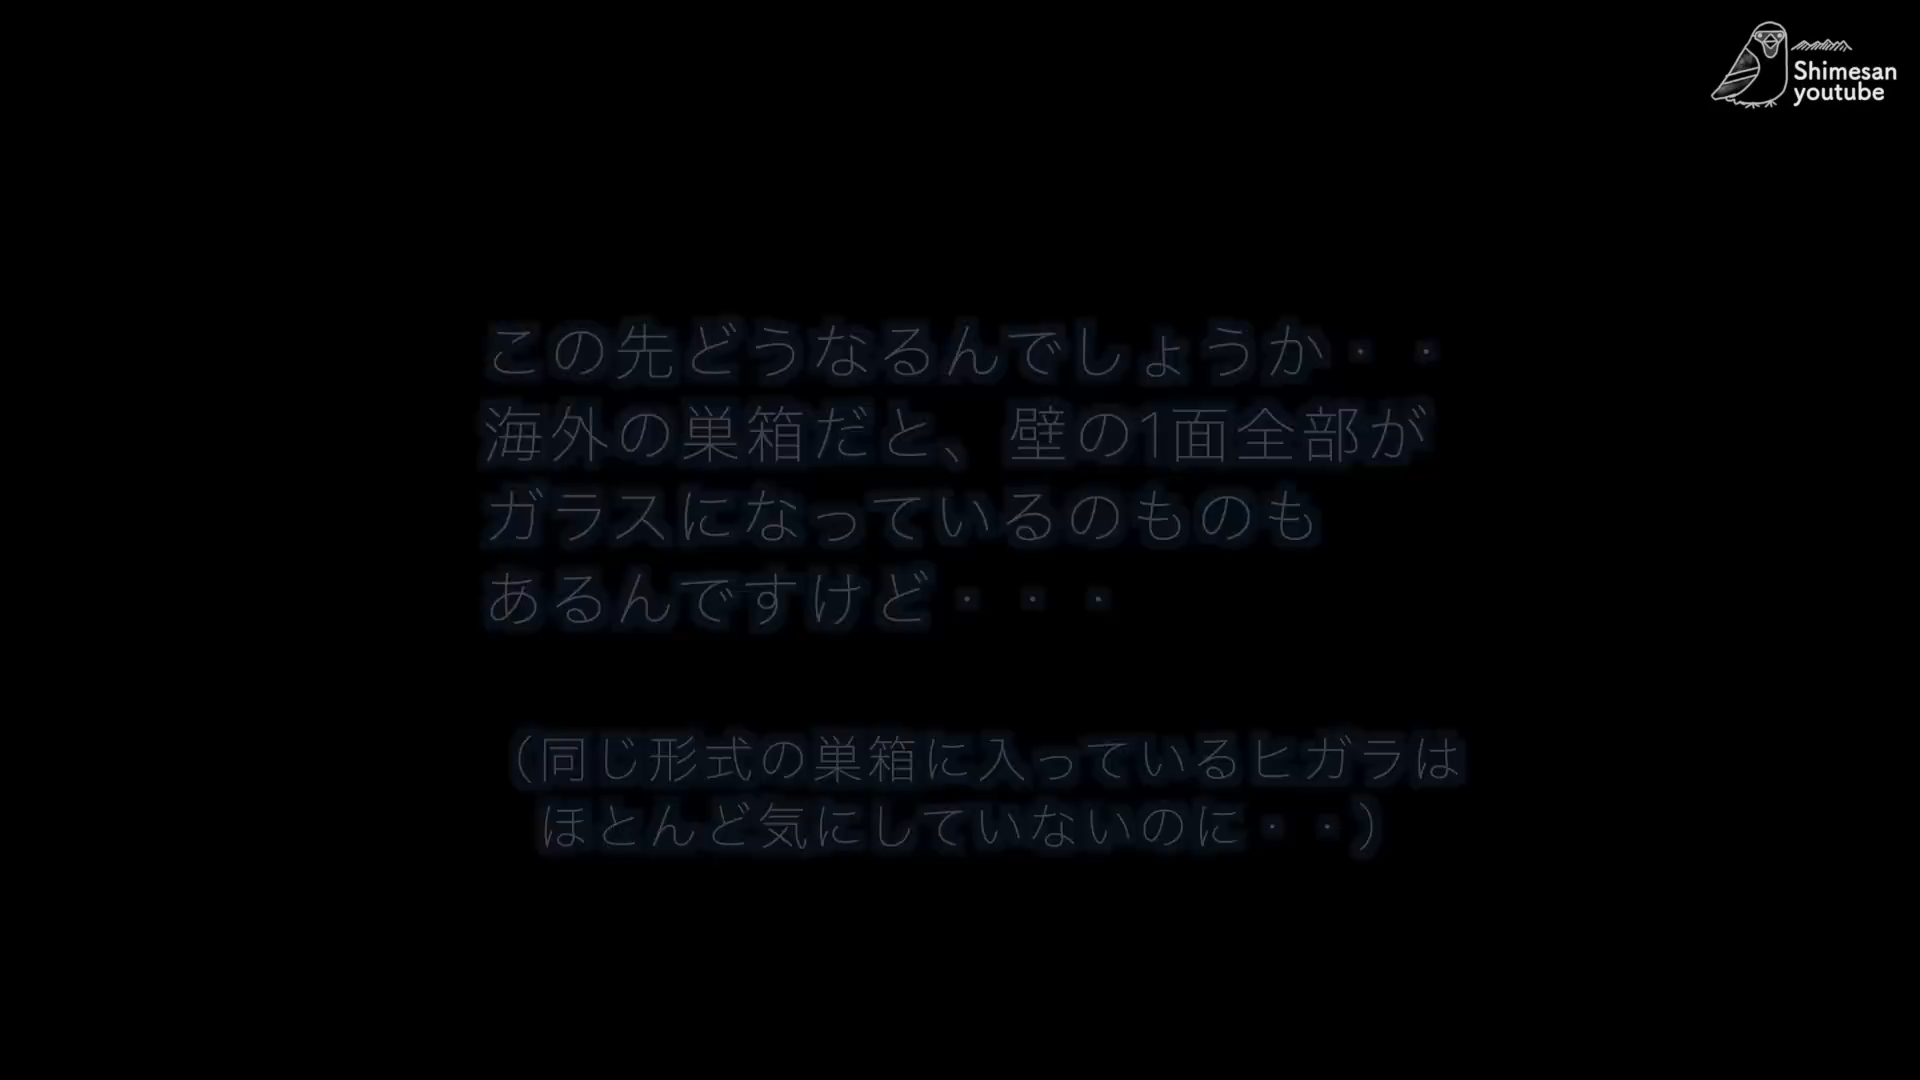 Shimesan
youtube
この先どうなるんでしょうか・・
海外の巣箱だと、壁の1面全部が
ガラスになっているのものも
あるんですけど・・・
（同じ形式の巣箱に入っているヒガラは
ほとんど気にしていないのに・・）